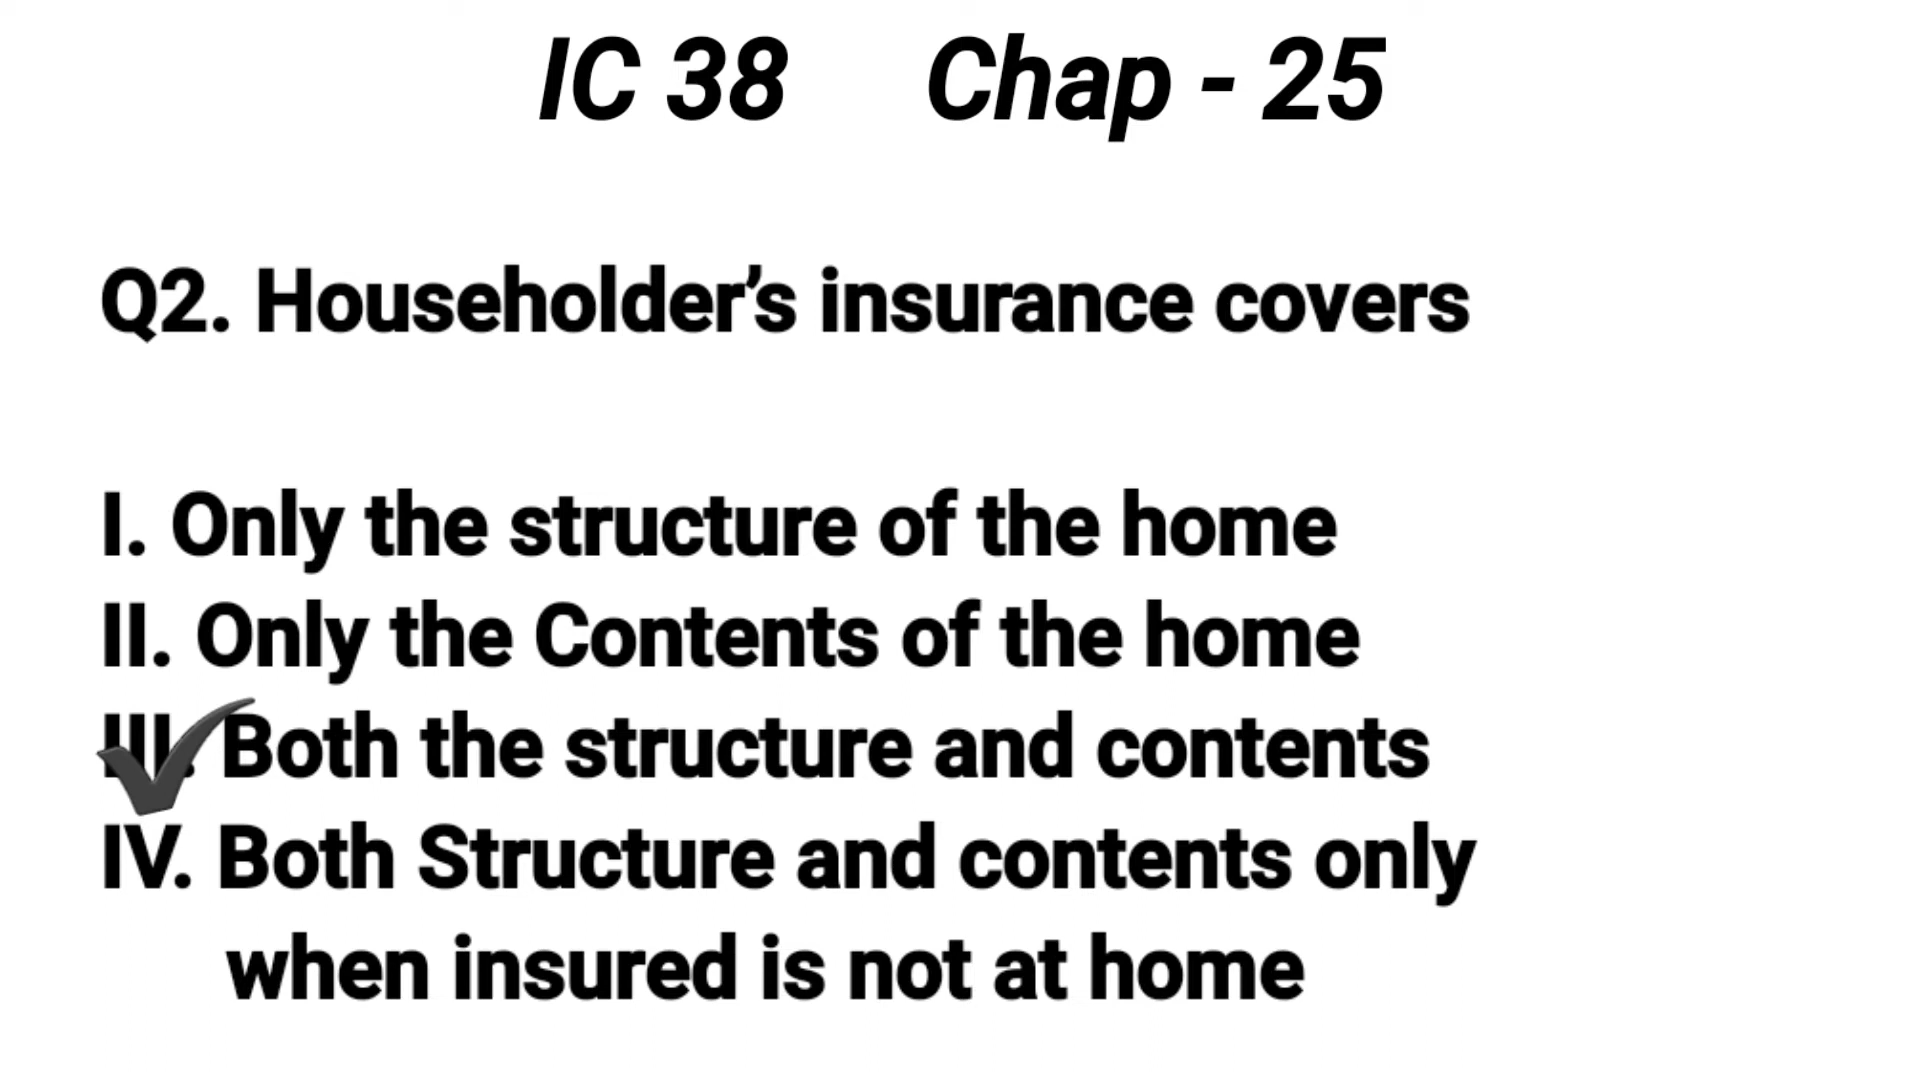 IC 38 Chap - 25
Q2. Householder’s insurance covers
I. Only the structure of the home
II. Only the Contents of the home
III. Both the structure and contents
IV. Both Structure and contents only
when insured is not at home